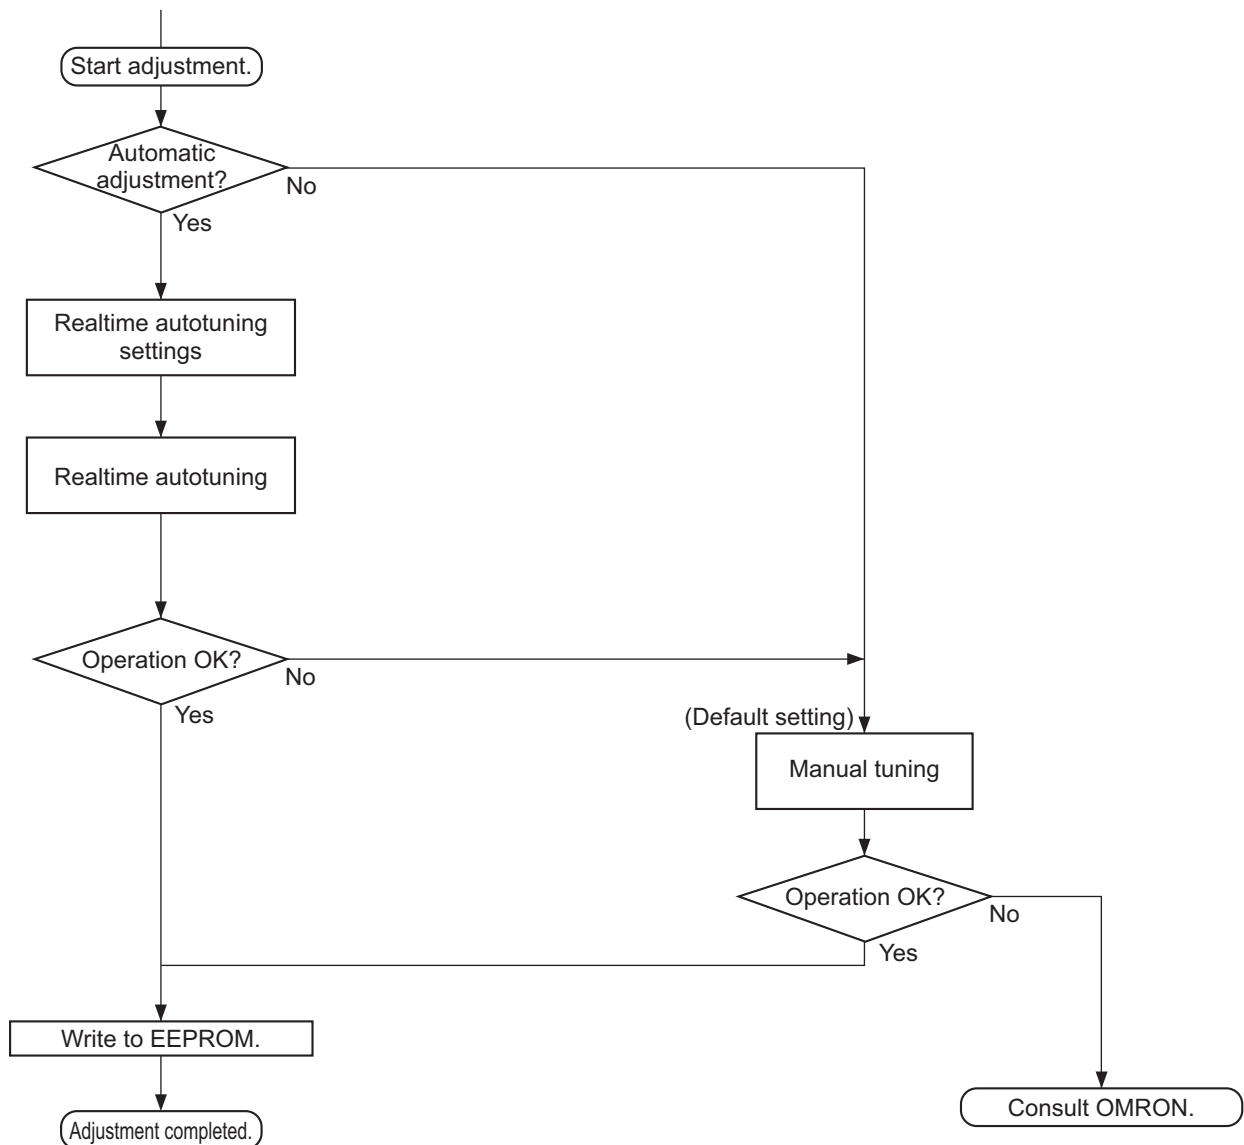 Start adjustment.
Automatic
adjustment?
No
Yes
Realtime autotuning
settings
Realtime autotuning
Operation OK?
No
Yes
(Default setting)
Manual tuning
Operation OK?
No
Yes
Write to EEPROM.
Adjustment completed.
Consult OMRON.